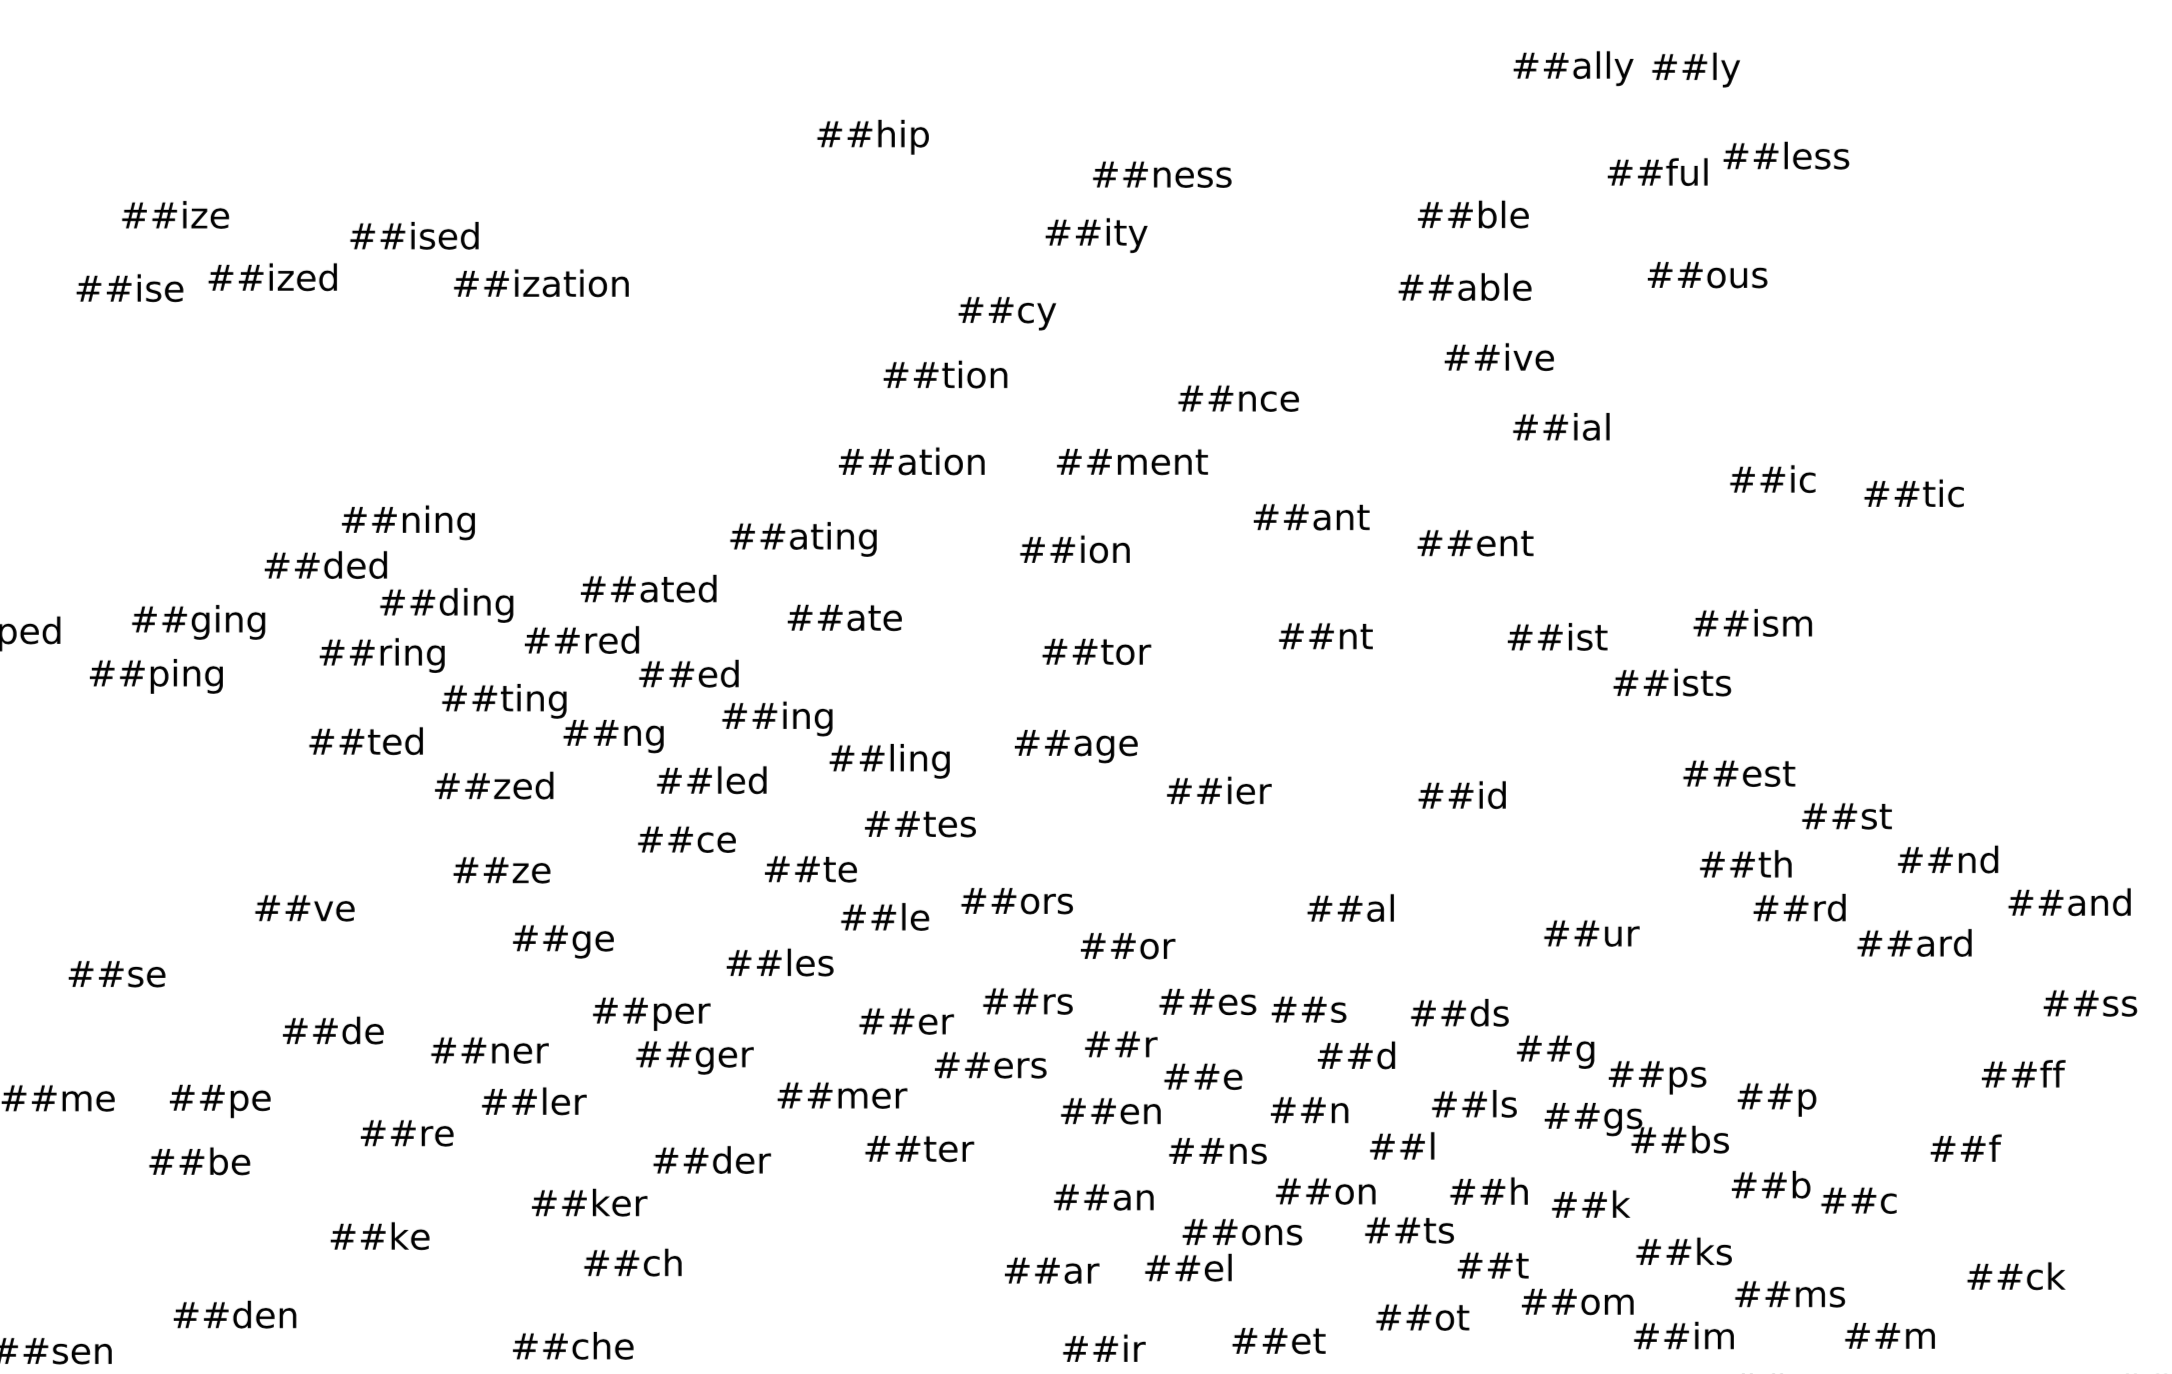 ##ally ##ly
##hip
##less
##ness ##ful
##ize ##ble
##ised ##ity
##ised ##ous
##ise ##ized ##ization ##able
##cy
##ive
##tion
##nce
##ial
##ation ##ment
##ic ##tic
##ning ##ant
##ating ##ion ##ent
##ded
##ding ##ated
##ging ##ate ##ism
ped ##red ##nt ##ist
##ring ##tor
##ping ##ed ##ists
##ting ##ing
##ted ##ng ##age
##ling
##zed ##led ##ier ##id ##est
##tes ##st
##ce
##ze ##te ##th ##nd
##ve ##le ##ors ##al ##rd ##and
##ge ##or ##ur ##ard
##se ##les
##per ##rs ##es ##s ##ds ##ss
##de ##er
##ner ##ger ##ers ##r ##d ##g
##me ##pe ##ler ##mer ##e ##ps ##p ##ff
##re ##en ##n ##ls ##gs
##be ##der ##ter ##ns ##l ##bs ##f
##ker ##an ##on ##h ##k ##b ##c
##ke ##ons ##ts
##ch ##ar ##el ##t ##ks ##ck
##den ##ot ##om ##ms
##sen ##che ##ir ##et ##im ##m